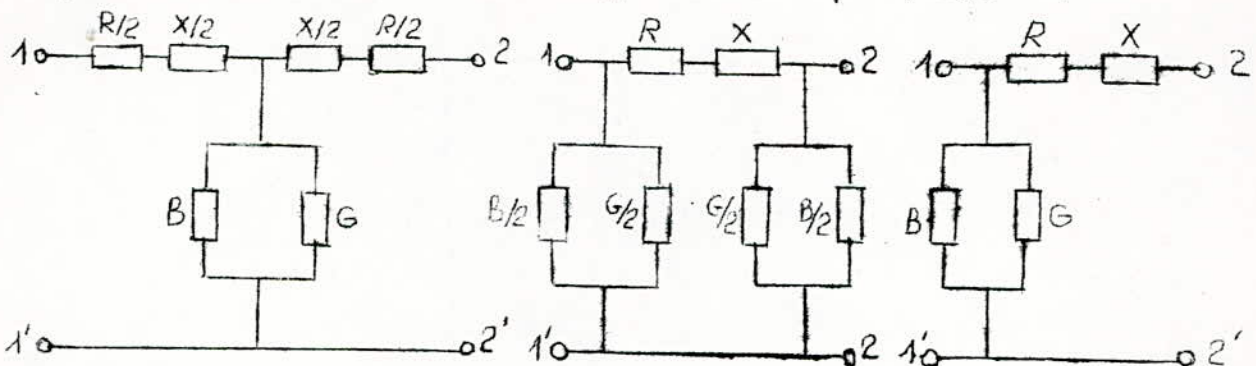 R/2 X/2 X/2 R/2
1 2
B G
1' 2'
R X
1 2
B/2 G/2 G/2 B/2
1' 2
R X
1 2
B G
1' 2'